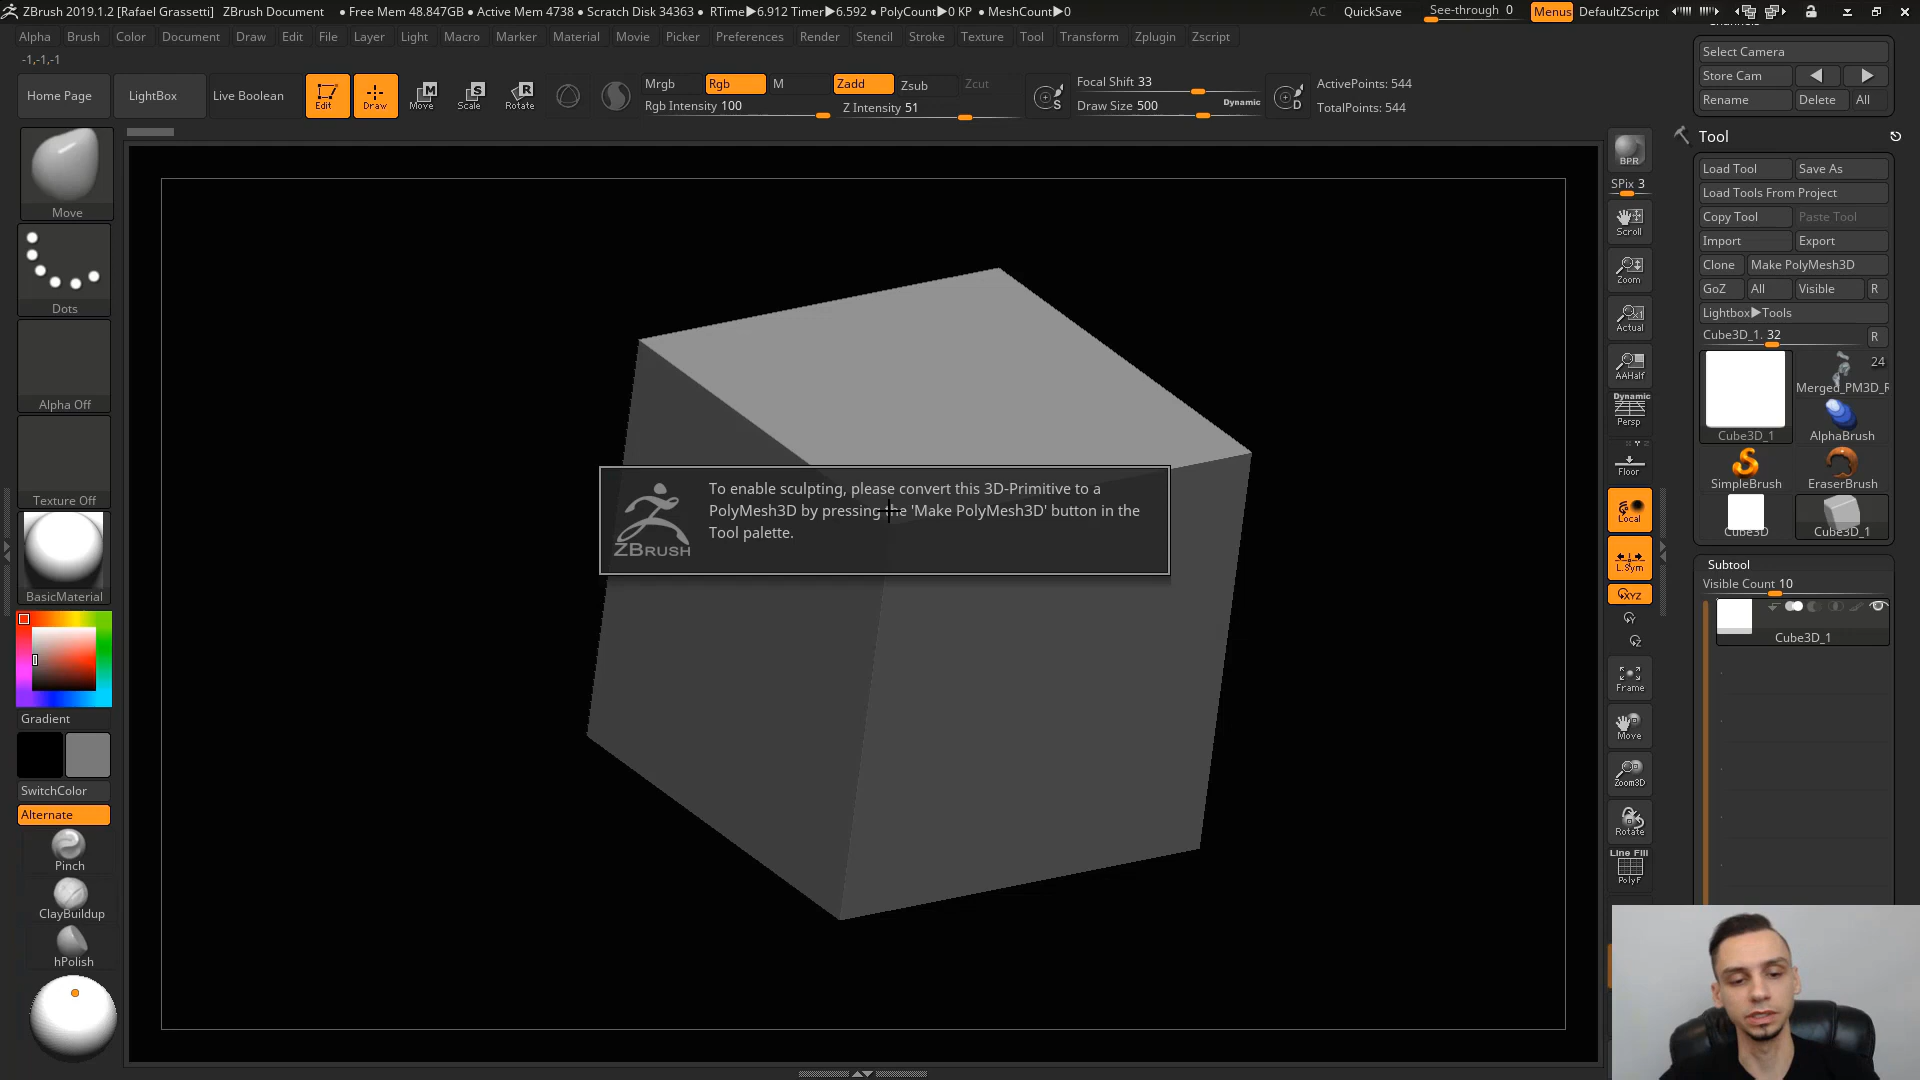 ZBrush 2019.1.2 [Rafael Grassetti] ZBrush Document • Free Mem 48.847GB • Active Mem 4738 • Scratch Disk 34363 • RTime▶6.912 Timer▶6.592 • PolyCount▶0 KP • MeshCount▶0 AC QuickSave See-through 0 Menus DefaultZScript
Alpha Brush Color Document Draw Edit File Layer Light Macro Marker Material Movie Picker Preferences Render Stencil Stroke Texture Tool Transform Zplugin Zscript
-1,-1,-1
Home Page LightBox Live Boolean Edit Draw Move Scale Rotate
Mrgb Rgb M Zadd Zsub Zcut
Rgb Intensity 100 Z Intensity 51
Focal Shift 33
Draw Size 500 Dynamic
ActivePoints: 544
TotalPoints: 544
Move
Dots
Alpha Off
Texture Off
BasicMaterial
Gradient
SwitchColor
Alternate
Pinch
ClayBuildup
hPolish
To enable sculpting, please convert this 3D-Primitive to a
PolyMesh3D by pressing 'Make PolyMesh3D' button in the
Tool palette.
ZBRUSH
BPR
SPix 3
Scroll
Zoom
Actual
AAHalf
Dynamic
Persp
Floor
Local
L.Sym
XYZ
Y
Z
Frame
Move
Zoom3D
Rotate
Line Fill
PolyF
Select Camera
Store Cam
Rename Delete All
Tool
Load Tool Save As
Load Tools From Project
Copy Tool Paste Tool
Import Export
Clone Make PolyMesh3D
GoZ All Visible R
Lightbox▶Tools
Cube3D_1. 32 R
24
Merged_PM3D_R
Cube3D_1 AlphaBrush
SimpleBrush EraserBrush
Cube3D Cube3D_1
Subtool
Visible Count 10
Cube3D_1